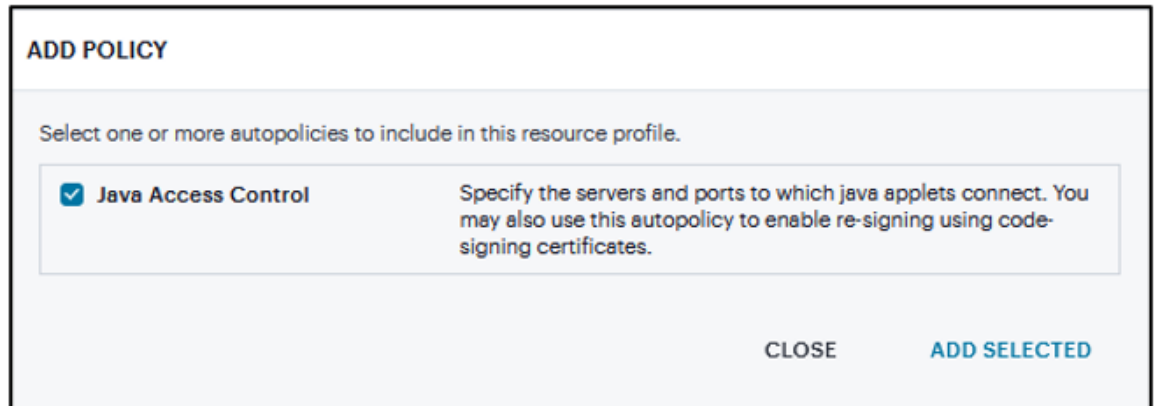 ADD POLICY
Select one or more autopolicies to include in this resource profile.
Java Access Control
Specify the servers and ports to which java applets connect. You
may also use this autopolicy to enable re-signing using code-
signing certificates.
CLOSE
ADD SELECTED